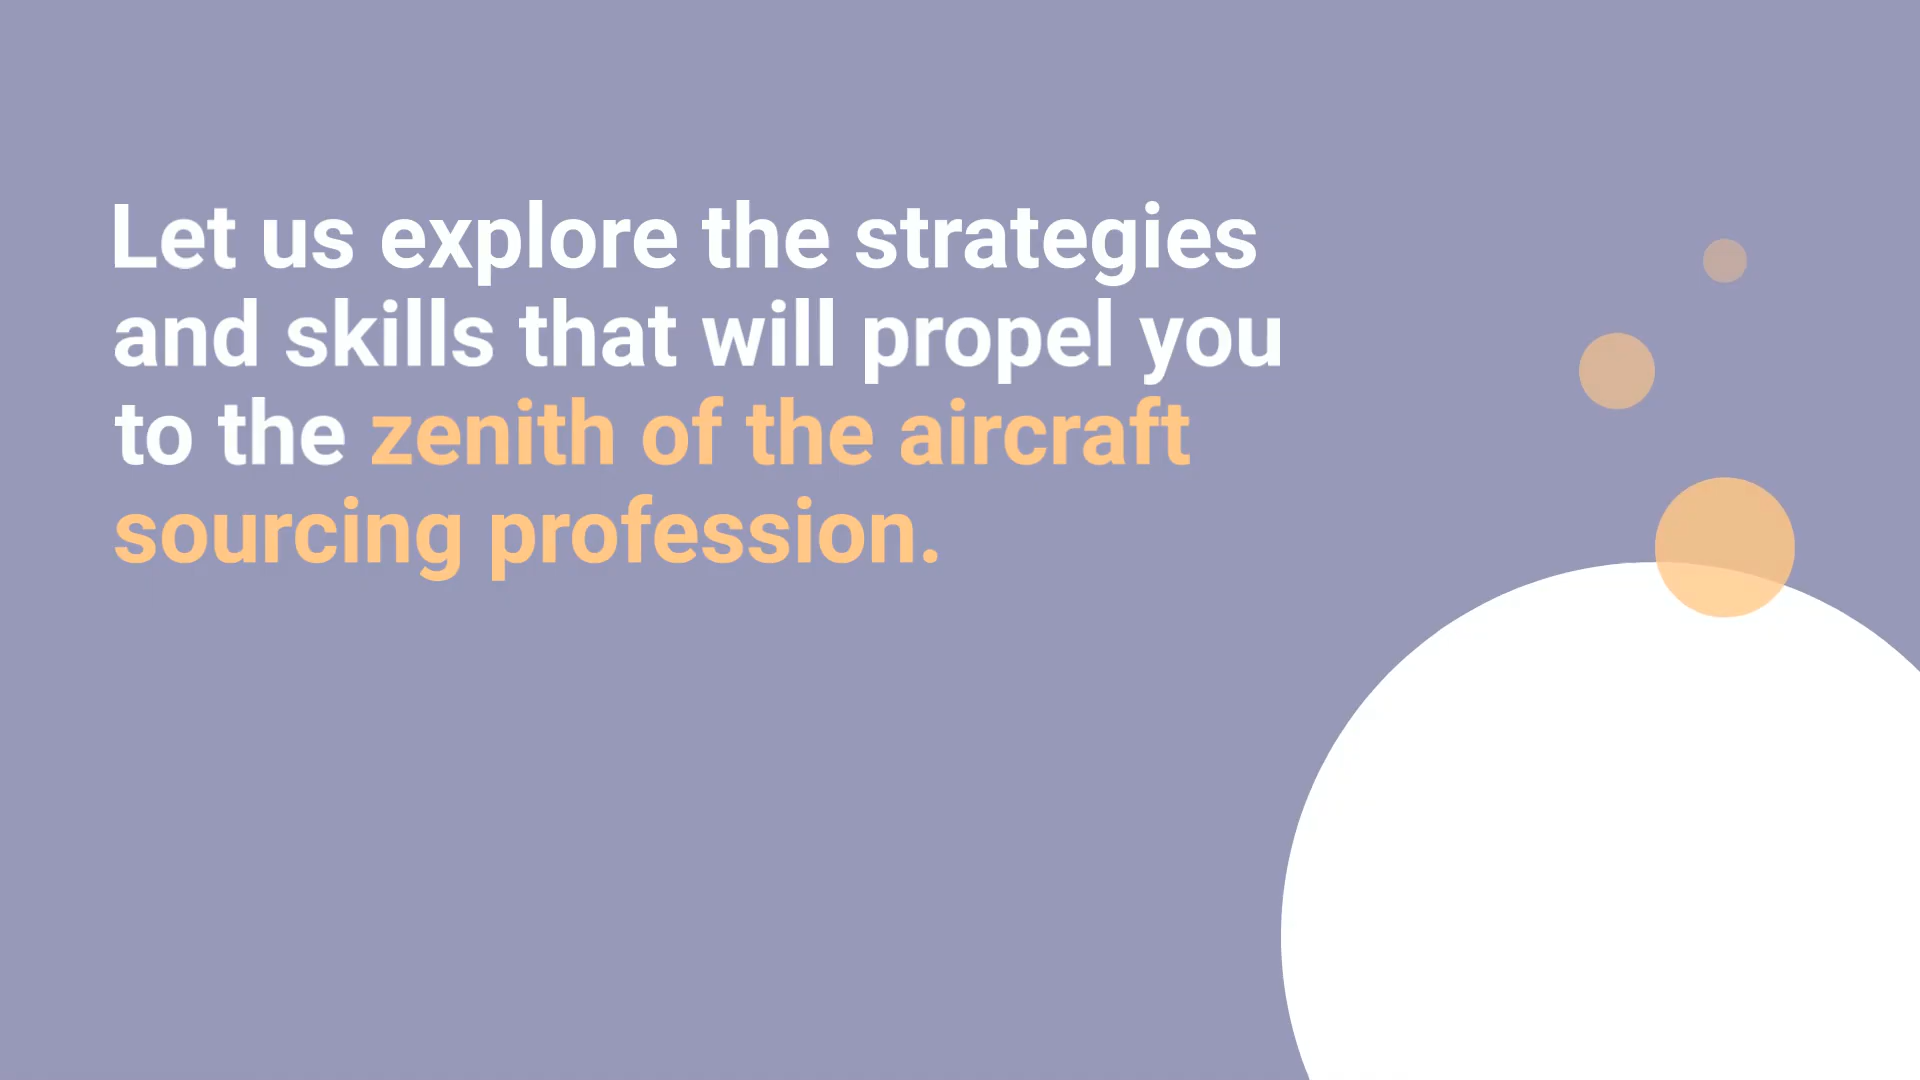 Let us explore the strategies
and skills that will propel you
to the zenith of the aircraft
sourcing profession.